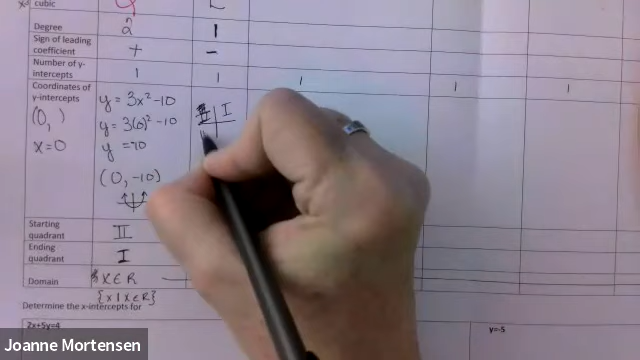 cubic
Degree 2 1
Sign of leading coefficient + -
Number of y-intercepts 1 1 1 1 1
Coordinates of y-intercepts
(0, )
x=0
y = 3x² -10
y = 3(0)² -10
(0, -10)
II I
Starting quadrant II
Ending quadrant I
Domain X∈R
{x|x∈R}
Determine the x-intercepts for
2x+5y=4
y=-5
Joanne Mortensen